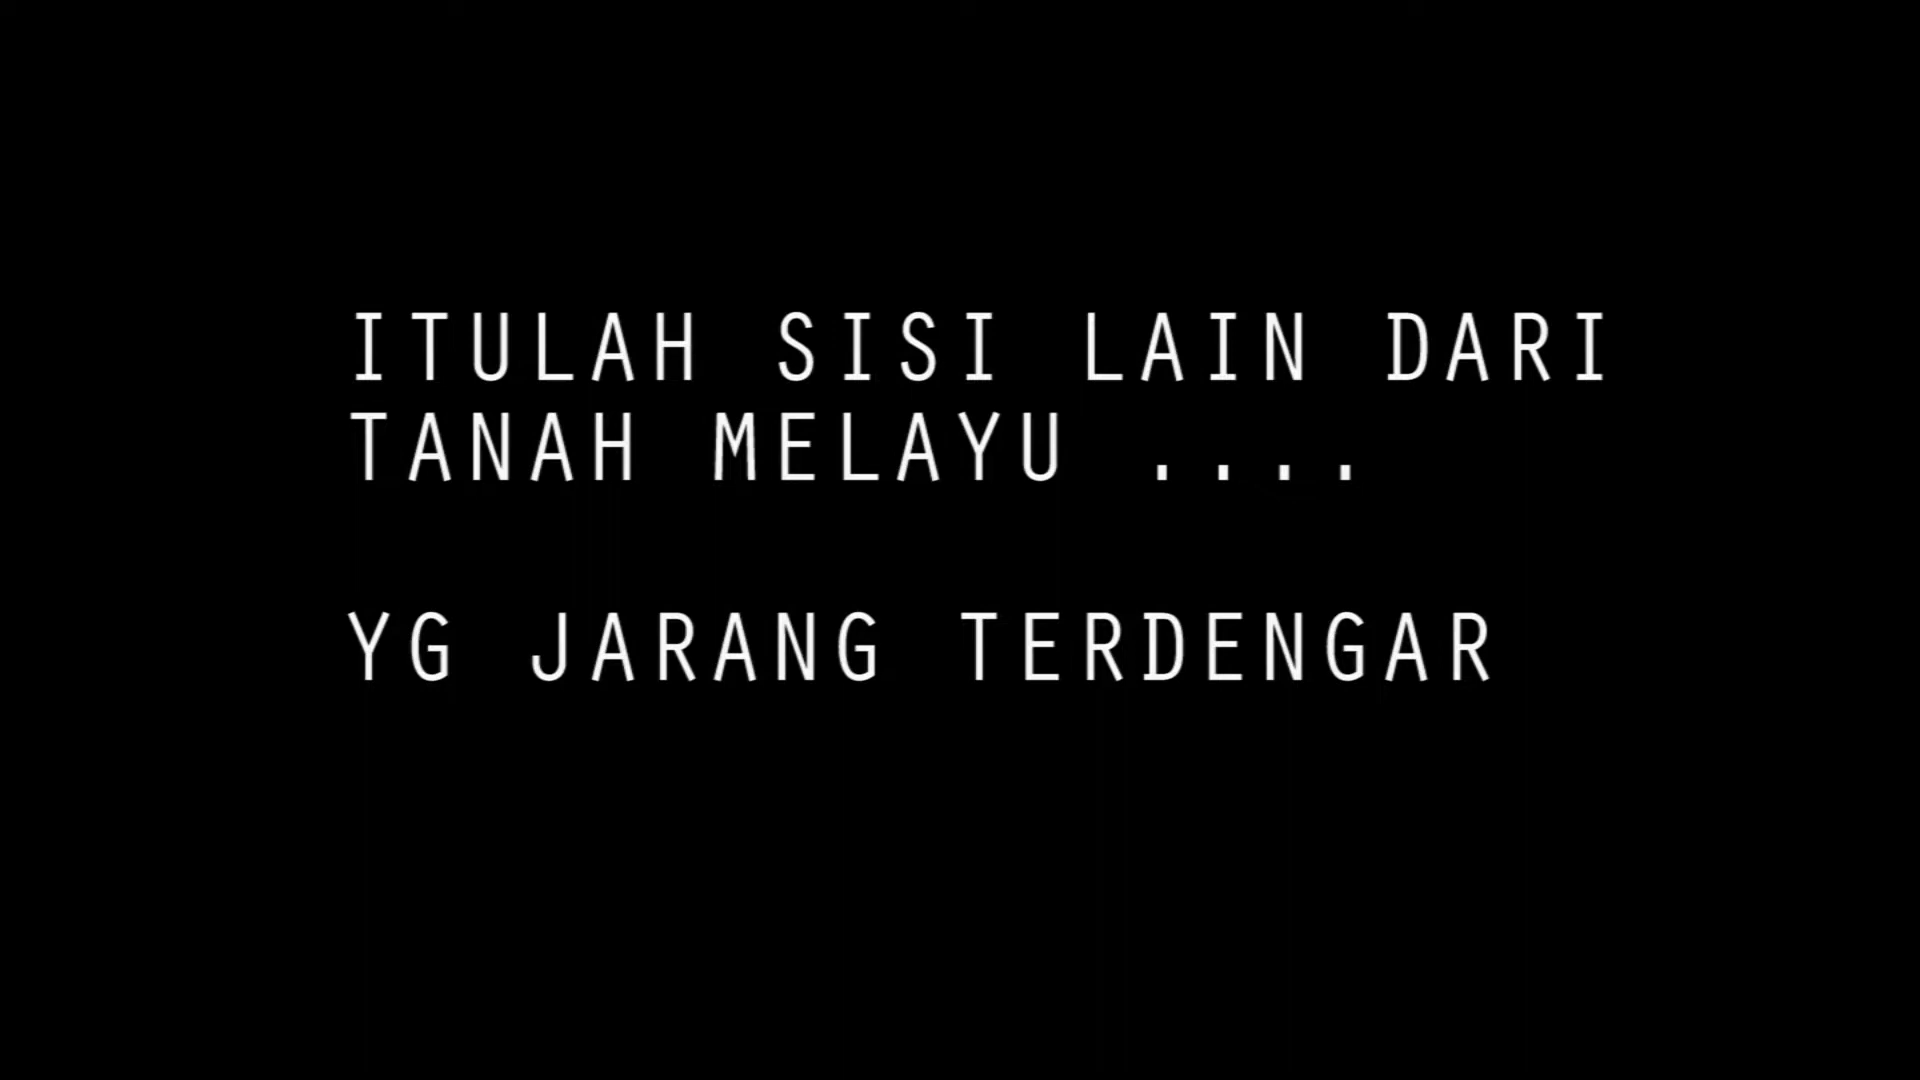 ITULAH SISI LAIN DARI
TANAH MELAYU ....
YG JARANG TERDENGAR